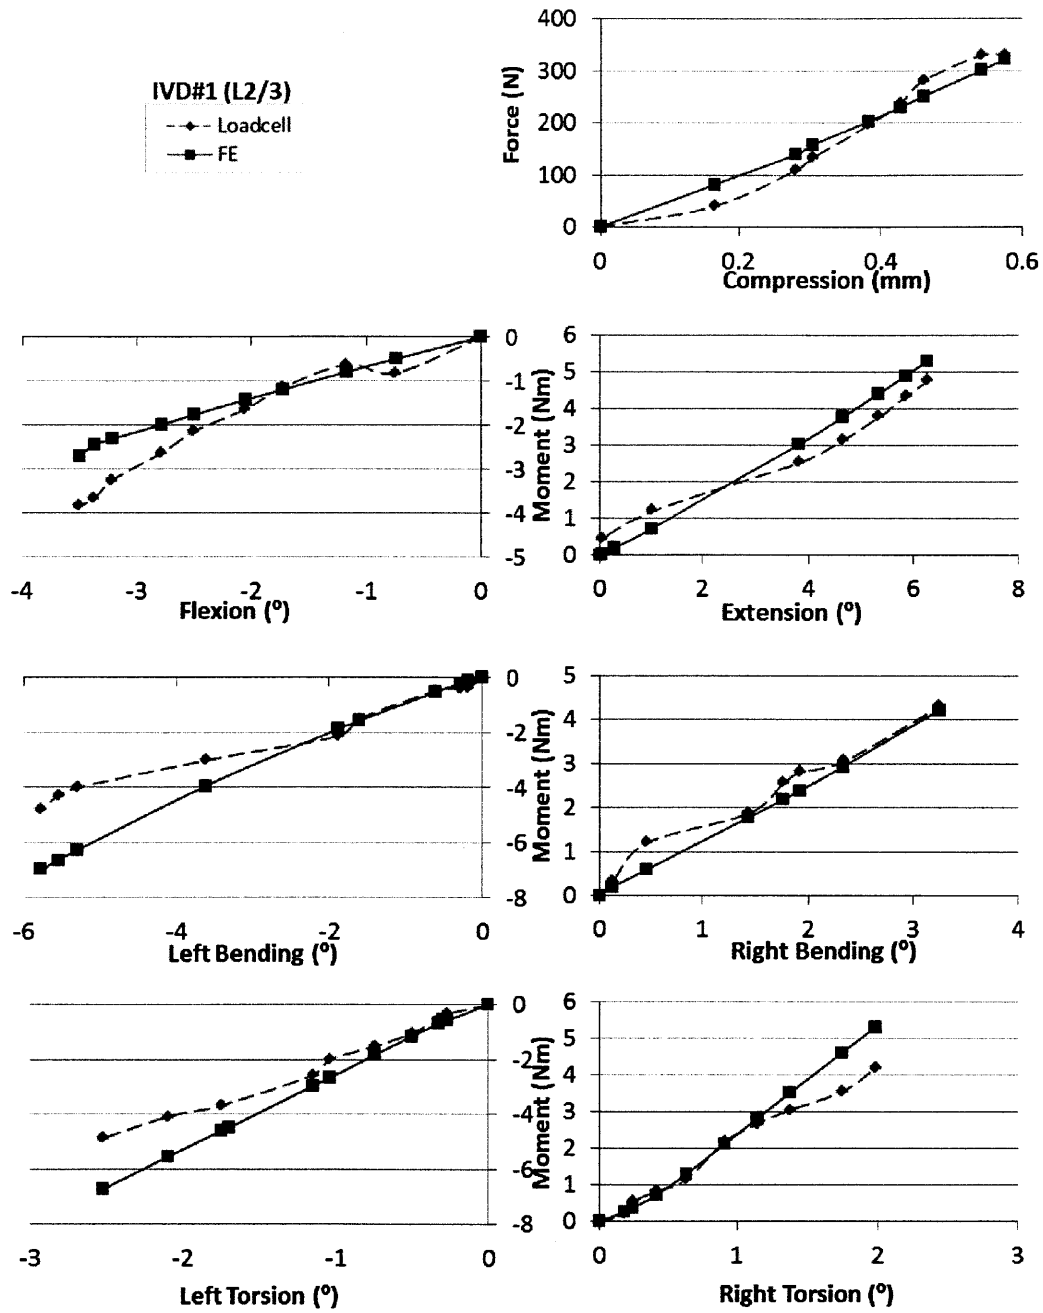 IVD#1 (L2/3)
Loadcell
FE
400
300
200
100
0
Force (N)
0 0.2 0.4 0.6
Compression (mm)
0
-1
-2
-3
-4
-5
-4 -3 -2 -1 0
Flexion (º)
6
5
4
3
2
1
0
Moment (Nm)
0 2 4 6 8
Extension (º)
0
-2
-4
-6
-8
-6 -4 -2 0
Left Bending (º)
5
4
3
2
1
0
Moment (Nm)
0 1 2 3 4
Right Bending (º)
0
-2
-4
-6
-8
-3 -2 -1 0
Left Torsion (º)
6
5
4
3
2
1
0
Moment (Nm)
0 1 2 3
Right Torsion (º)